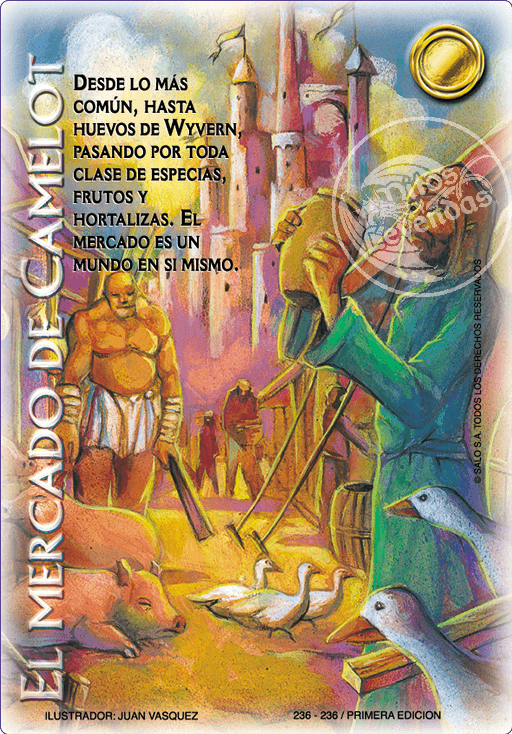 EL MERCADO DE CAMELOT
DESDE LO MÁS
COMÚN, HASTA
HUEVOS DE WYVERN,
PASANDO POR TODA
CLASE DE ESPECIAS,
FRUTOS Y
HORTALIZAS. EL
MERCADO ES UN
MUNDO EN SI MISMO.
Mitos
y
Leyendas
© SALO S.A. TODOS LOS DERECHOS RESERVADOS
ILUSTRADOR: JUAN VASQUEZ
236 - 236 / PRIMERA EDICION